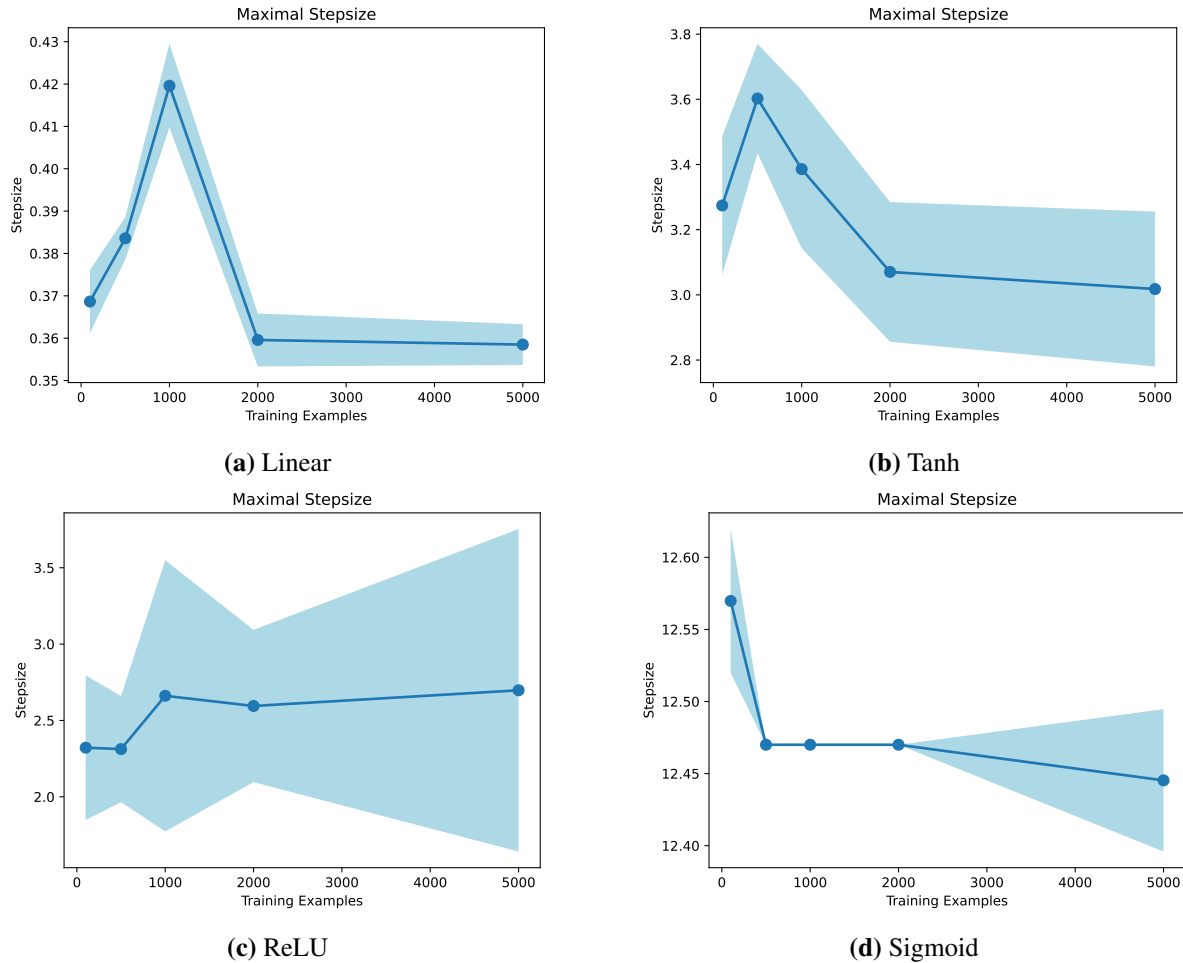 Maximal Stepsize
0.43
0.42
0.41
0.40
0.39
0.38
0.37
0.36
0.35
Stepsize
0 1000 2000 3000 4000 5000
Training Examples
(a) Linear
Maximal Stepsize
3.8
3.6
3.4
3.2
3.0
2.8
Stepsize
0 1000 2000 3000 4000 5000
Training Examples
(b) Tanh
Maximal Stepsize
3.5
3.0
2.5
2.0
Stepsize
0 1000 2000 3000 4000 5000
Training Examples
(c) ReLU
Maximal Stepsize
12.60
12.55
12.50
12.45
12.40
Stepsize
0 1000 2000 3000 4000 5000
Training Examples
(d) Sigmoid